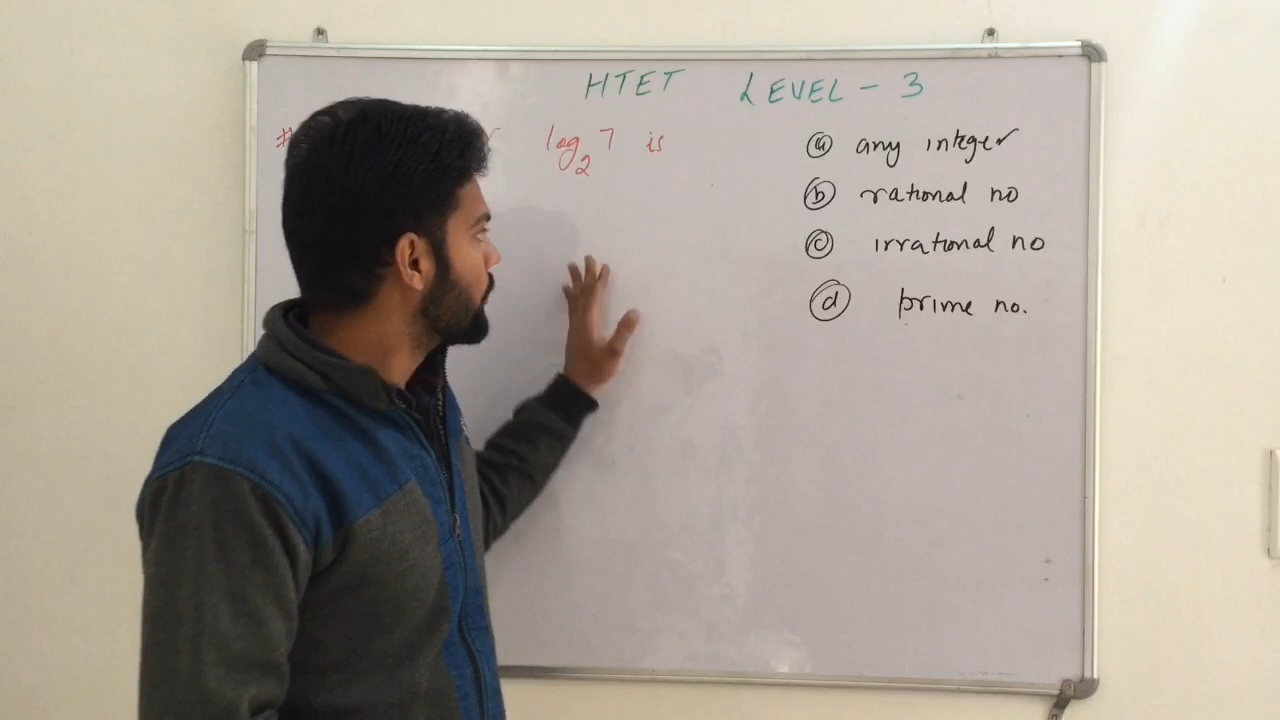 HTET LEVEL - 3
# log₂ 7 is
(a) any integer
(b) rational no
(c) irrational no
(d) prime no.